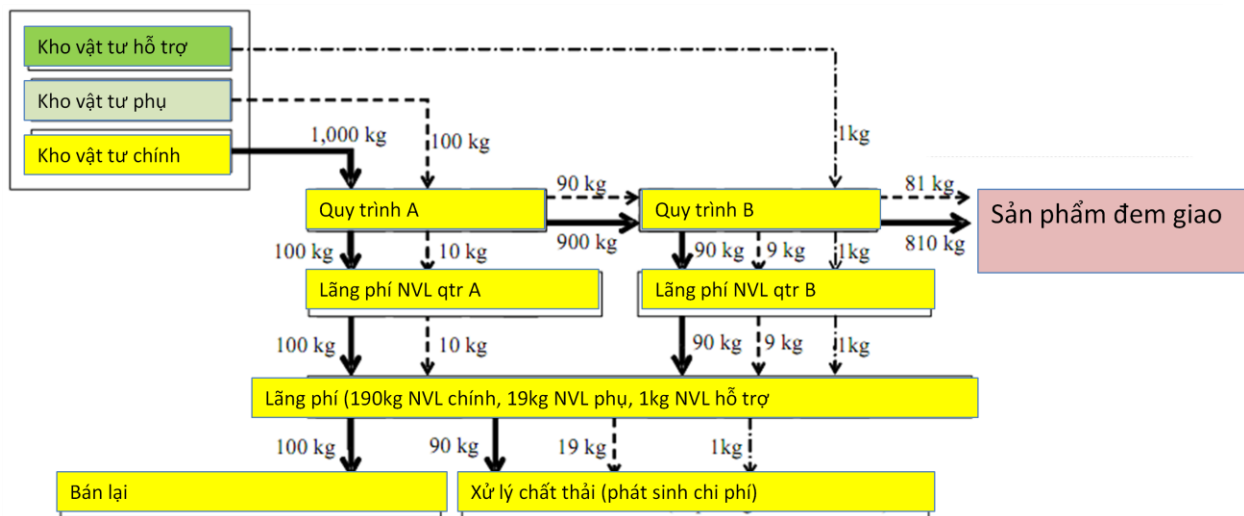 Kho vật tư hỗ trợ
Kho vật tư phụ
Kho vật tư chính
1,000 kg
100 kg
1kg
Quy trình A
90 kg
900 kg
Quy trình B
81 kg
810 kg
Sản phẩm đem giao
100 kg
10 kg
90 kg
9 kg
1kg
Lãng phí NVL qtr A
Lãng phí NVL qtr B
100 kg
10 kg
90 kg
9 kg
1kg
Lãng phí (190kg NVL chính, 19kg NVL phụ, 1kg NVL hỗ trợ
100 kg
90 kg
19 kg
1kg
Bán lại
Xử lý chất thải (phát sinh chi phí)